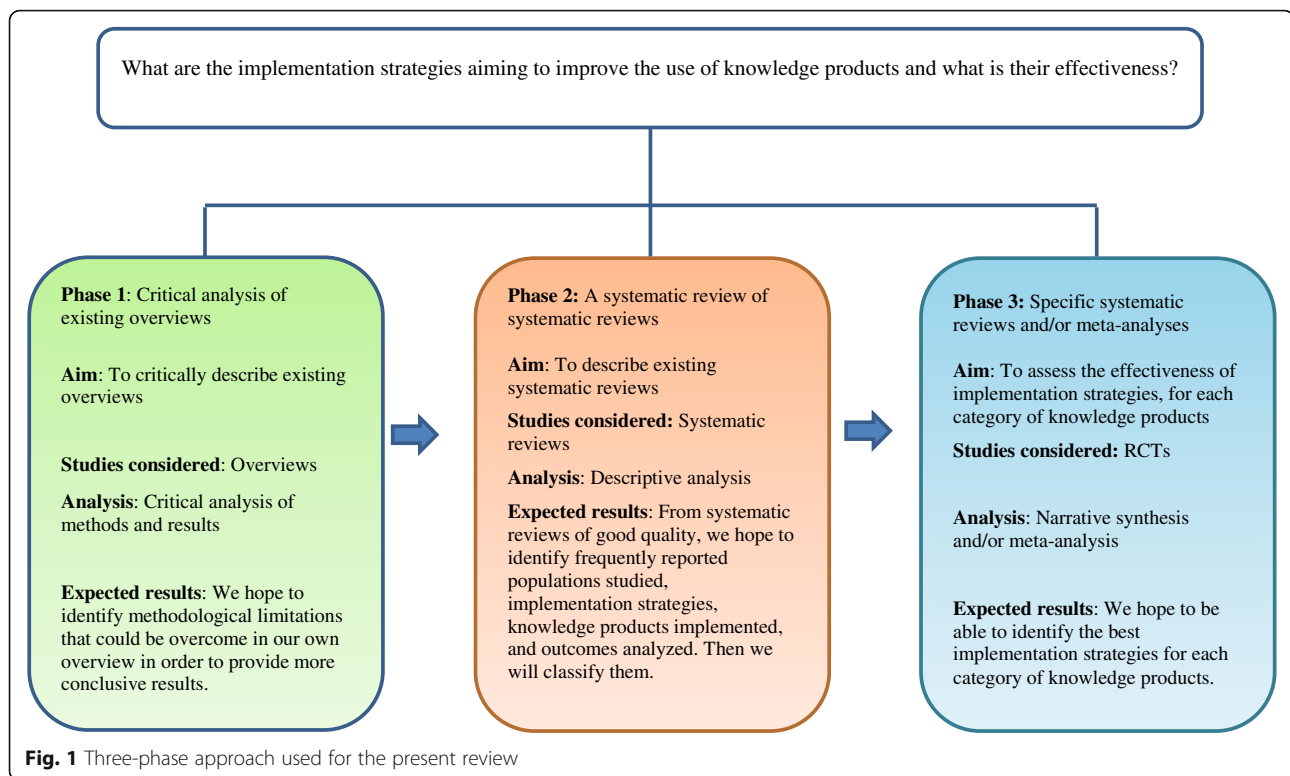 What are the implementation strategies aiming to improve the use of knowledge products and what is their effectiveness?
Phase 1: Critical analysis of
existing overviews
Aim: To critically describe existing
overviews
Studies considered: Overviews
Analysis: Critical analysis of
methods and results
Expected results: We hope to
identify methodological limitations
that could be overcome in our own
overview in order to provide more
conclusive results.
Phase 2: A systematic review of
systematic reviews
Aim: To describe existing
systematic reviews
Studies considered: Systematic
reviews
Analysis: Descriptive analysis
Expected results: From systematic
reviews of good quality, we hope to
identify frequently reported
populations studied,
implementation strategies,
knowledge products implemented,
and outcomes analyzed. Then we
will classify them.
Phase 3: Specific systematic
reviews and/or meta-analyses
Aim: To assess the effectiveness of
implementation strategies, for each
category of knowledge products
Studies considered: RCTs
Analysis: Narrative synthesis
and/or meta-analysis
Expected results: We hope to be
able to identify the best
implementation strategies for each
category of knowledge products.
Fig. 1 Three-phase approach used for the present review